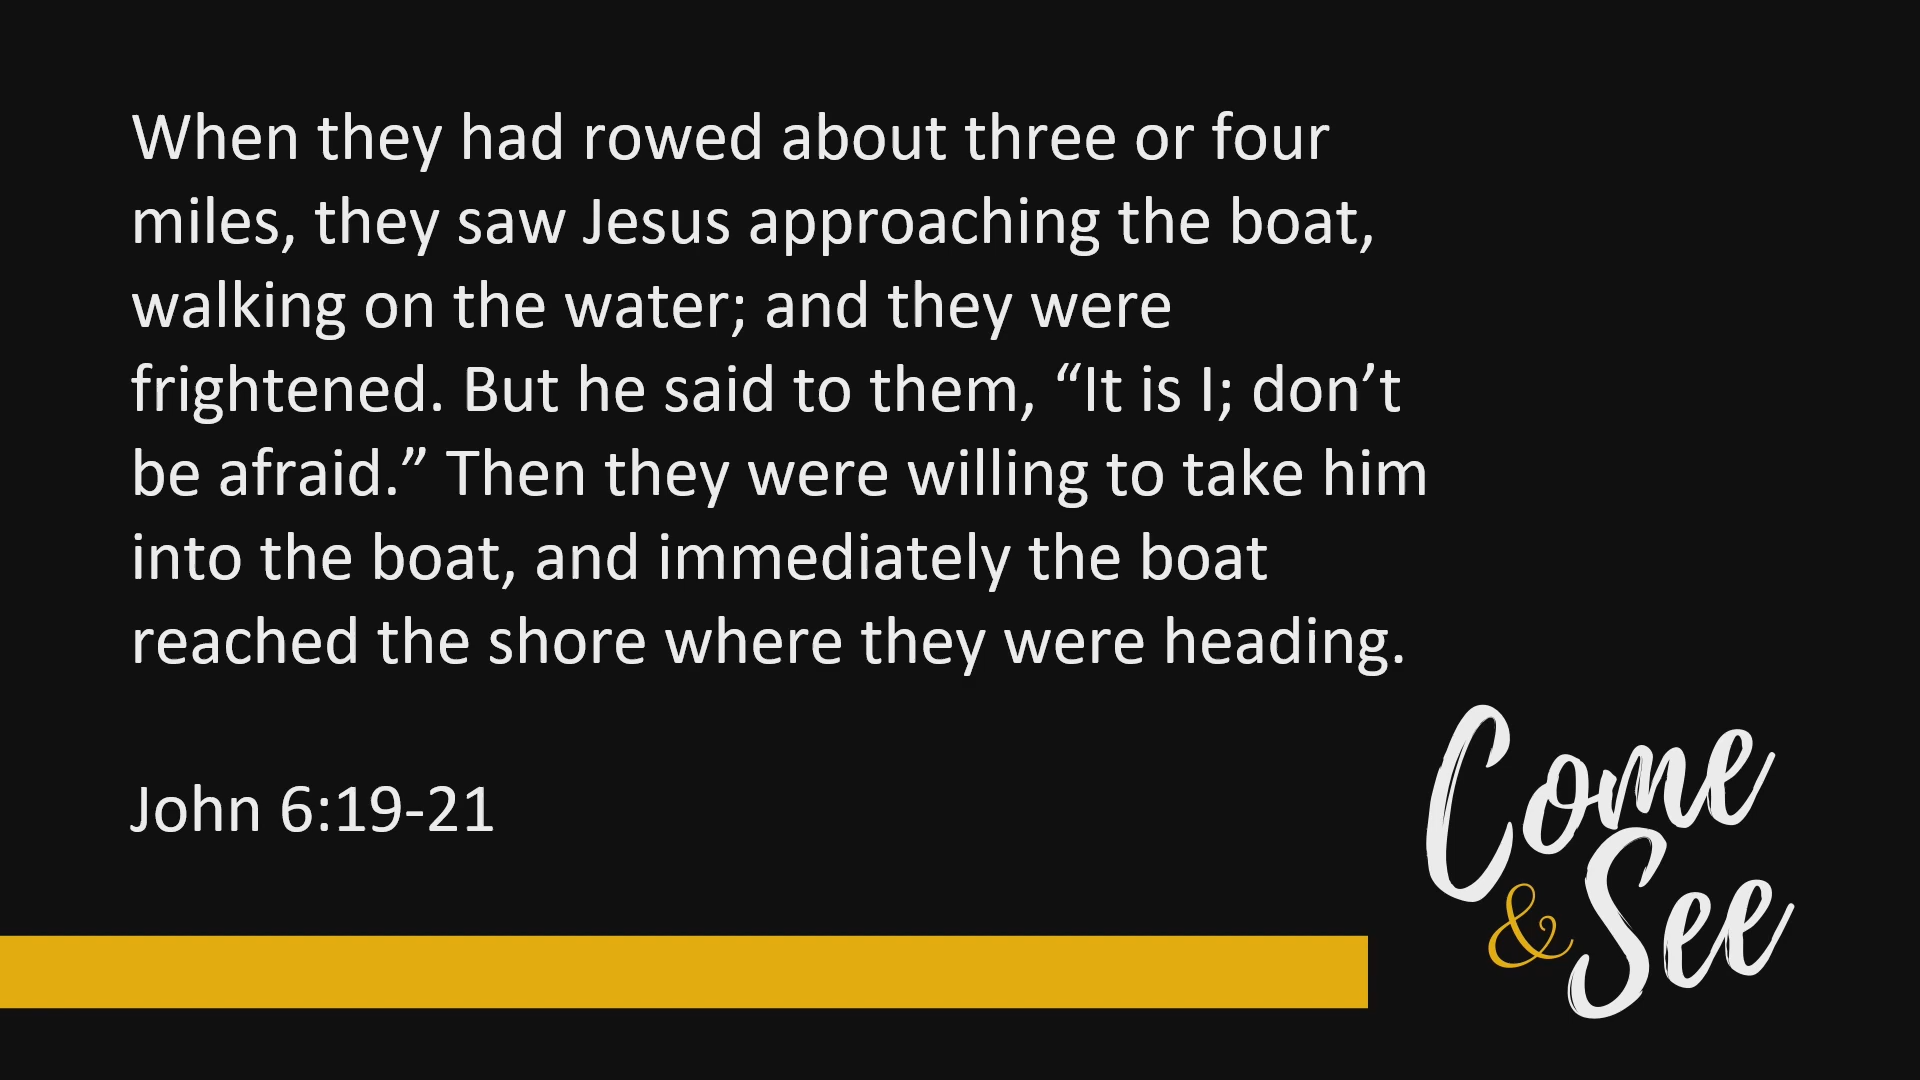 When they had rowed about three or four
miles, they saw Jesus approaching the boat,
walking on the water; and they were
frightened. But he said to them, “It is I; don’t
be afraid.” Then they were willing to take him
into the boat, and immediately the boat
reached the shore where they were heading.
John 6:19-21
Come
& See